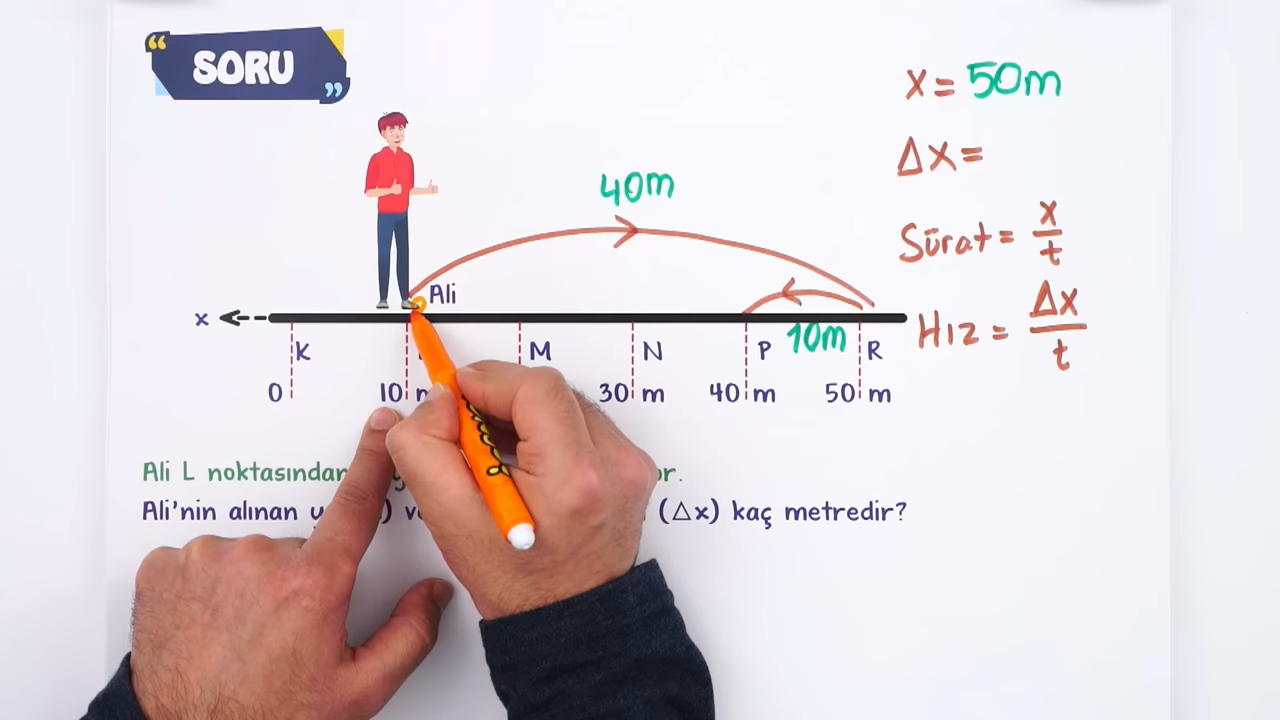 SORU
x = 50m
Δx =
40m
Sürat = x/t
Ali
x
10m
Hız = Δx/t
K M N P R
0 10 30 m 40 m 50 m
Ali L noktasından
Ali'nin alınan (Δx) kaç metredir?